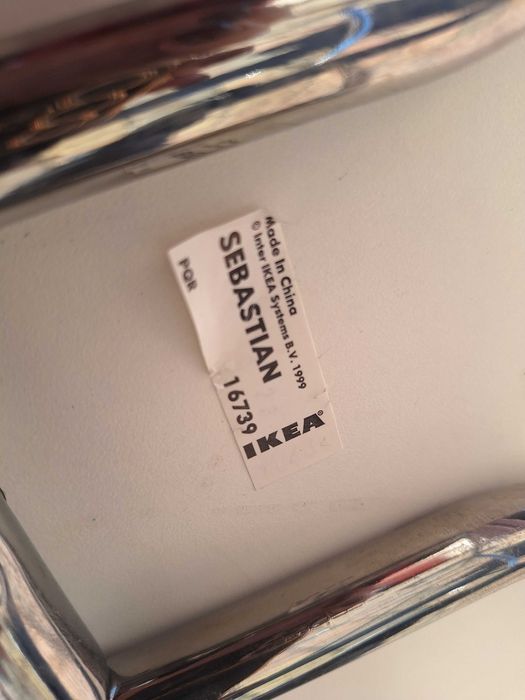 Made In China
© Inter IKEA Systems B.V. 1999
SEBASTIAN
16739
PQR
IKEA®